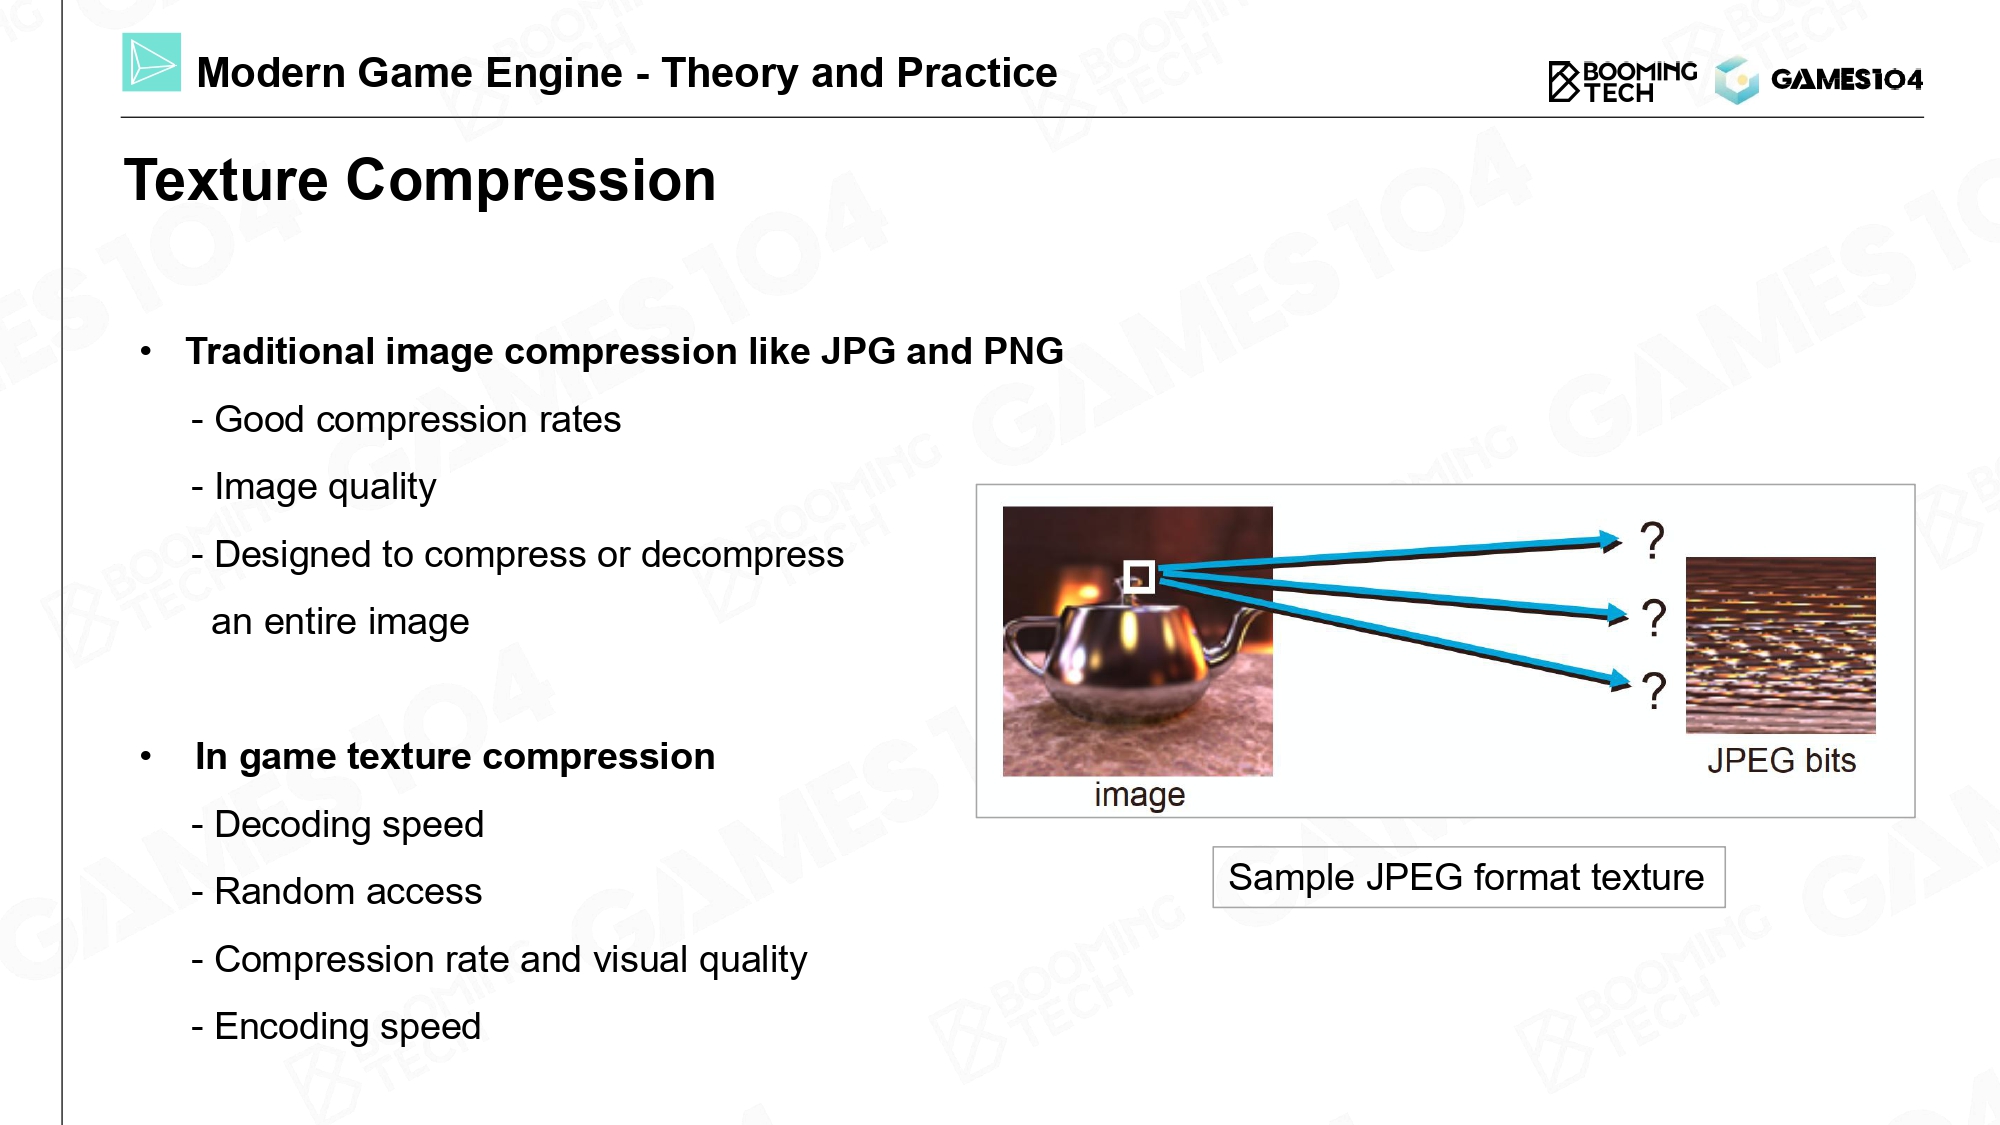 Modern Game Engine - Theory and Practice
BOOMING
TECH
GAMES104
Texture Compression
• Traditional image compression like JPG and PNG
- Good compression rates
- Image quality
- Designed to compress or decompress
an entire image
• In game texture compression
- Decoding speed
- Random access
- Compression rate and visual quality
- Encoding speed
?
?
?
image
JPEG bits
Sample JPEG format texture